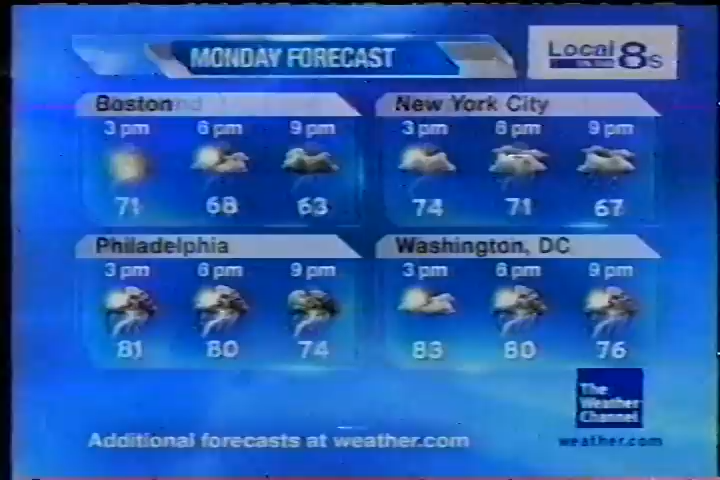 MONDAY FORECAST
Local
8s
Boston
3 pm 6 pm 9 pm
71 68 63
New York City
3 pm 6 pm 9 pm
74 71 67
Philadelphia
3 pm 6 pm 9 pm
81 80 74
Washington, DC
3 pm 6 pm 9 pm
83 80 76
The
Weather
Channel
weather.com
Additional forecasts at weather.com